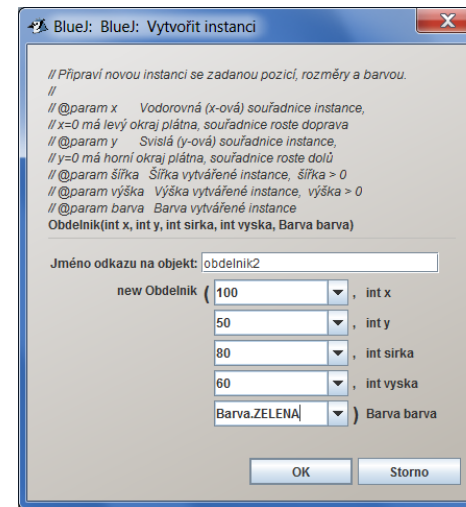 BlueJ: BlueJ: Vytvořit instanci
// Připraví novou instanci se zadanou pozicí, rozměry a barvou.
//
// @param x Vodorovná (x-ová) souřadnice instance,
// x=0 má levý okraj plátna, souřadnice roste doprava
// @param y Svislá (y-ová) souřadnice instance,
// y=0 má horní okraj plátna, souřadnice roste dolů
// @param šířka Šířka vytvářené instance, šířka > 0
// @param výška Výška vytvářené instance, výška > 0
// @param barva Barva vytvářené instance
Obdelnik(int x, int y, int sirka, int vyska, Barva barva)
Jméno odkazu na objekt: obdelnik2
new Obdelnik ( 100 , int x
50 , int y
80 , int sirka
60 , int vyska
Barva.ZELENA ) Barva barva
OK Storno